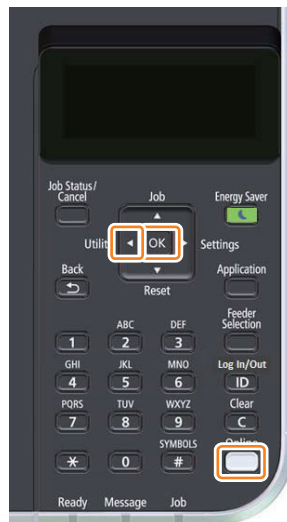 Job Status/
Cancel
Job
Energy Saver
Utilit
OK
Settings
Back
Application
Reset
Feeder
Selection
ABC
DEF
1
2
3
GHI
JKL
MNO
Log In/Out
4
5
6
ID
PQRS
TUV
WXYZ
Clear
7
8
9
C
SYMBOLS
Online
*
0
#
Ready
Message
Job